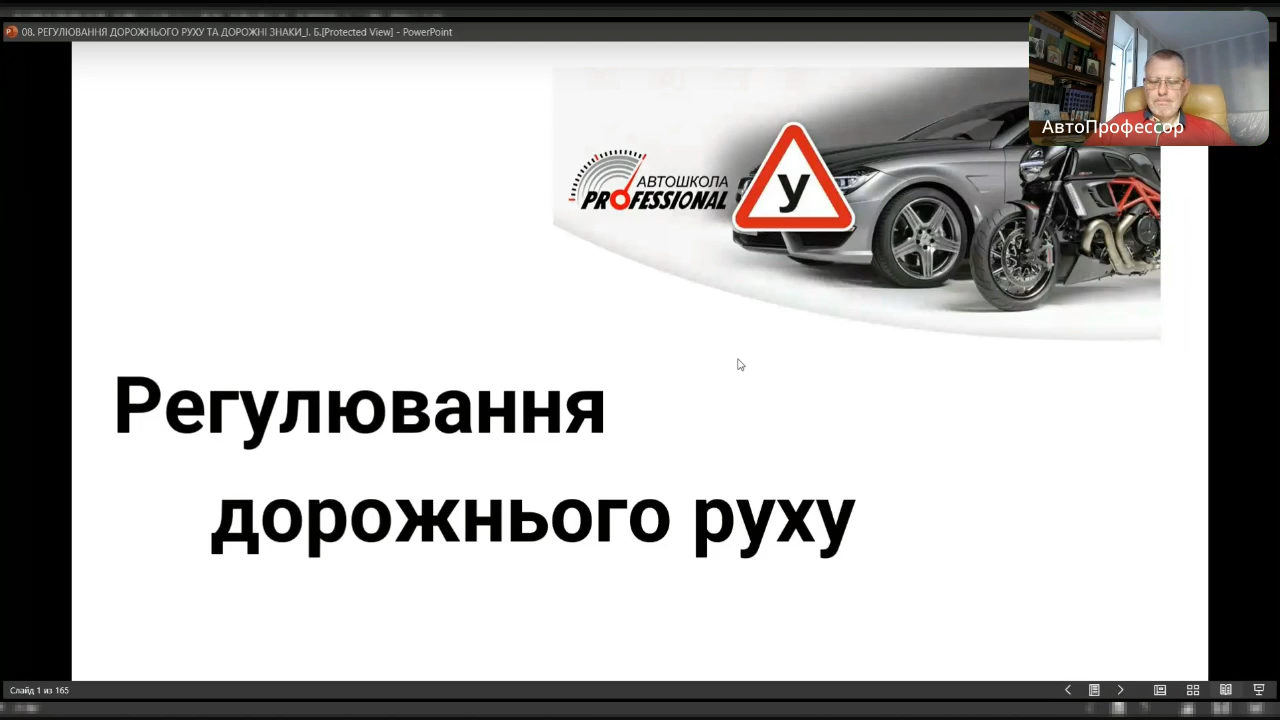 08. РЕГУЛЮВАННЯ ДОРОЖНЬОГО РУХУ ТА ДОРОЖНІ ЗНАКИ_І. Б.[Protected View] - PowerPoint
АвтоПрофессор
АВТОШКОЛА
PROFESSIONAL
У
Регулювання
дорожнього руху
Слайд 1 из 165